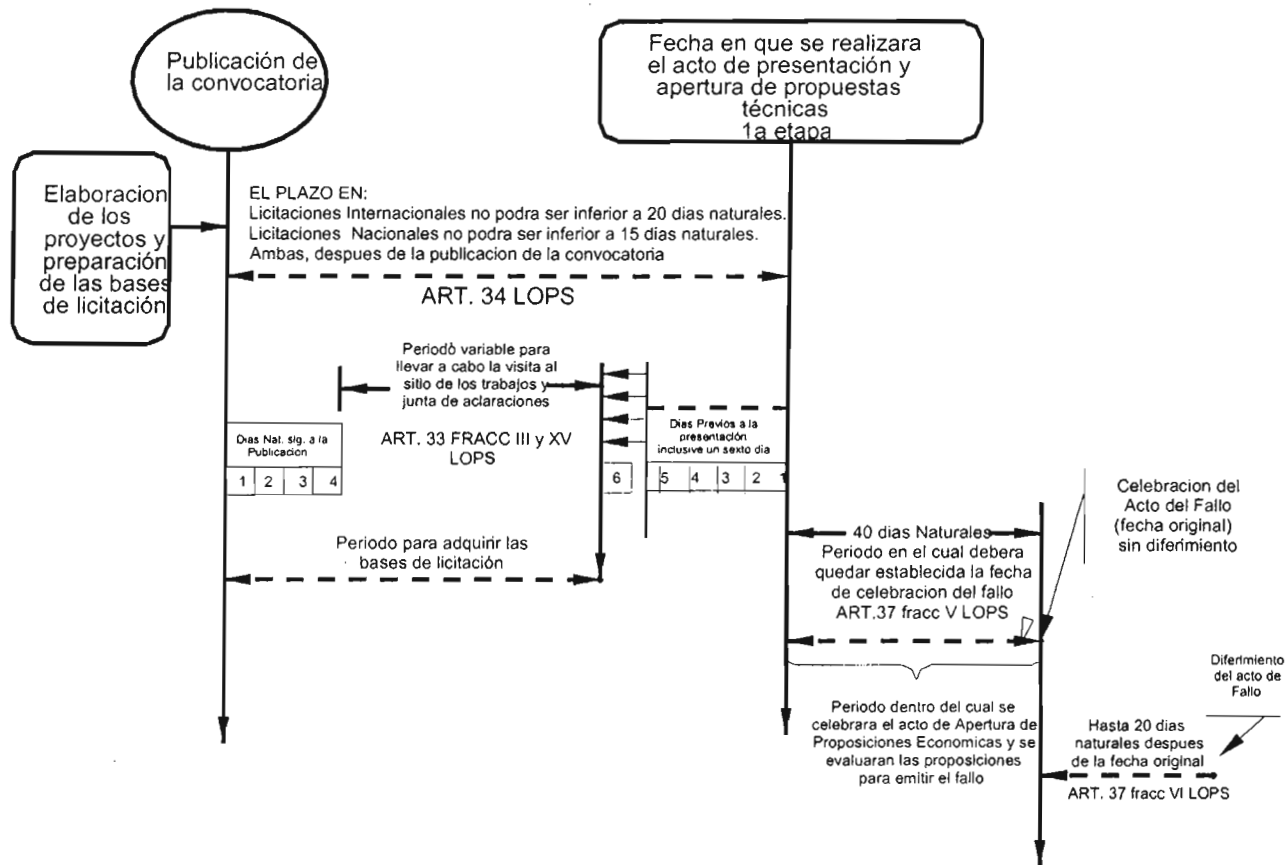 Publicación de
la convocatoria
Fecha en que se realizara
el acto de presentación y
apertura de propuestas
técnicas
1a etapa
Elaboracion
de los
proyectos y
preparación
de las bases
de licitación
EL PLAZO EN:
Licitaciones Internacionales no podra ser inferior a 20 dias naturales.
Licitaciones Nacionales no podra ser inferior a 15 dias naturales.
Ambas, despues de la publicacion de la convocatoria
ART. 34 LOPS
Periodo variable para
llevar a cabo la visita al
sitio de los trabajos y
junta de aclaraciones
ART. 33 FRACC III y XV
LOPS
Dias Nat. sig. a la
Publicacion
1 2 3 4
Dias Previos a la
presentación
inclusive un sexto dia
6 5 4 3 2 1
Periodo para adquirir las
bases de licitación
40 dias Naturales
Periodo en el cual debera
quedar establecida la fecha
de celebracion del fallo
ART.37 fracc V LOPS
Celebracion del
Acto del Fallo
(fecha original)
sin diferimiento
Periodo dentro del cual se
celebrara el acto de Apertura de
Proposiciones Economicas y se
evaluaran las proposiciones
para emitir el fallo
Diferimiento
del acto de
Fallo
Hasta 20 dias
naturales despues
de la fecha original
ART. 37 fracc VI LOPS